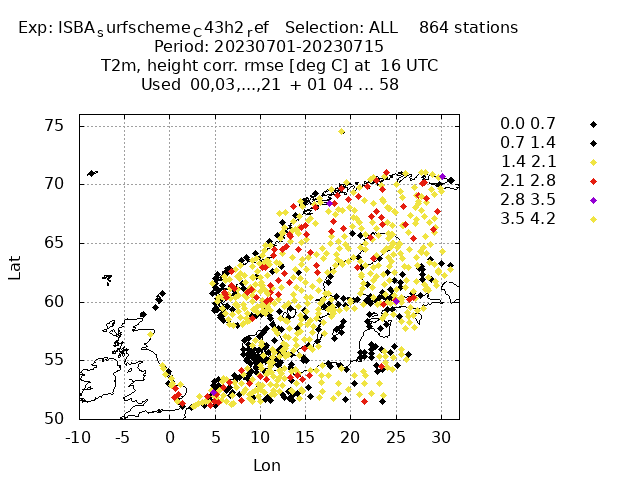 Exp: ISBAsurfschemeC43h2ref   Selection: ALL    864 stations
Period: 20230701-20230715
T2m, height corr. rmse [deg C] at  16 UTC
Used  00,03,...,21  + 01 04 ... 58
0.0 0.7
0.7 1.4
1.4 2.1
2.1 2.8
2.8 3.5
3.5 4.2
75
70
65
60
55
50
Lat
-10 -5 0 5 10 15 20 25 30
Lon